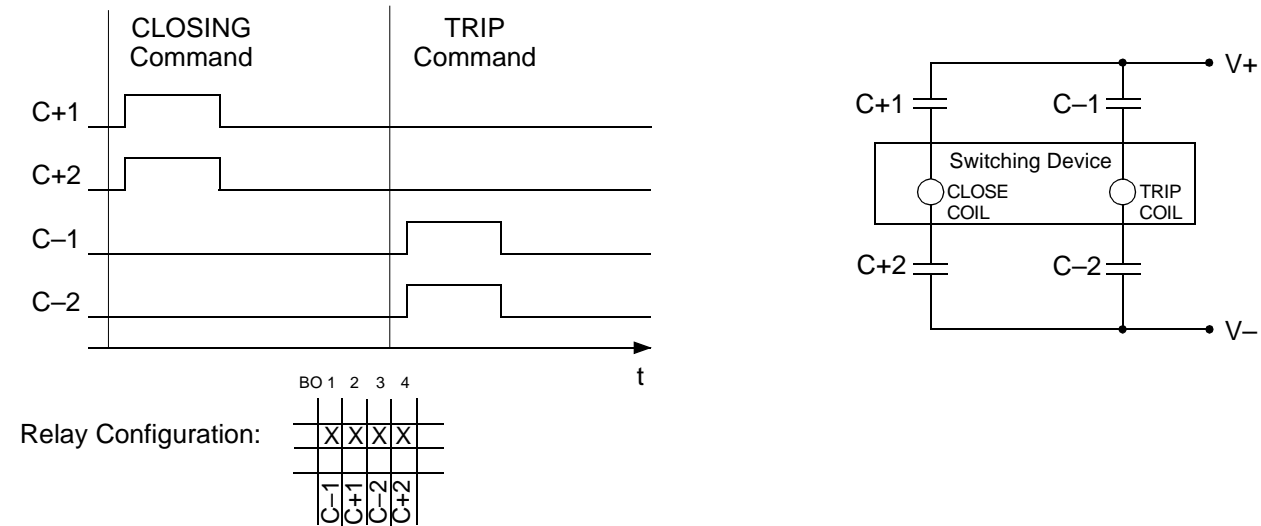 CLOSING
Command
TRIP
Command
C+1
C+2
C–1
C–2
t
BO 1 2 3 4
Relay Configuration:
X X X X
C–1 C+1 C–2 C+2
V+
C+1
C–1
Switching Device
CLOSE
COIL
TRIP
COIL
C+2
C–2
V–